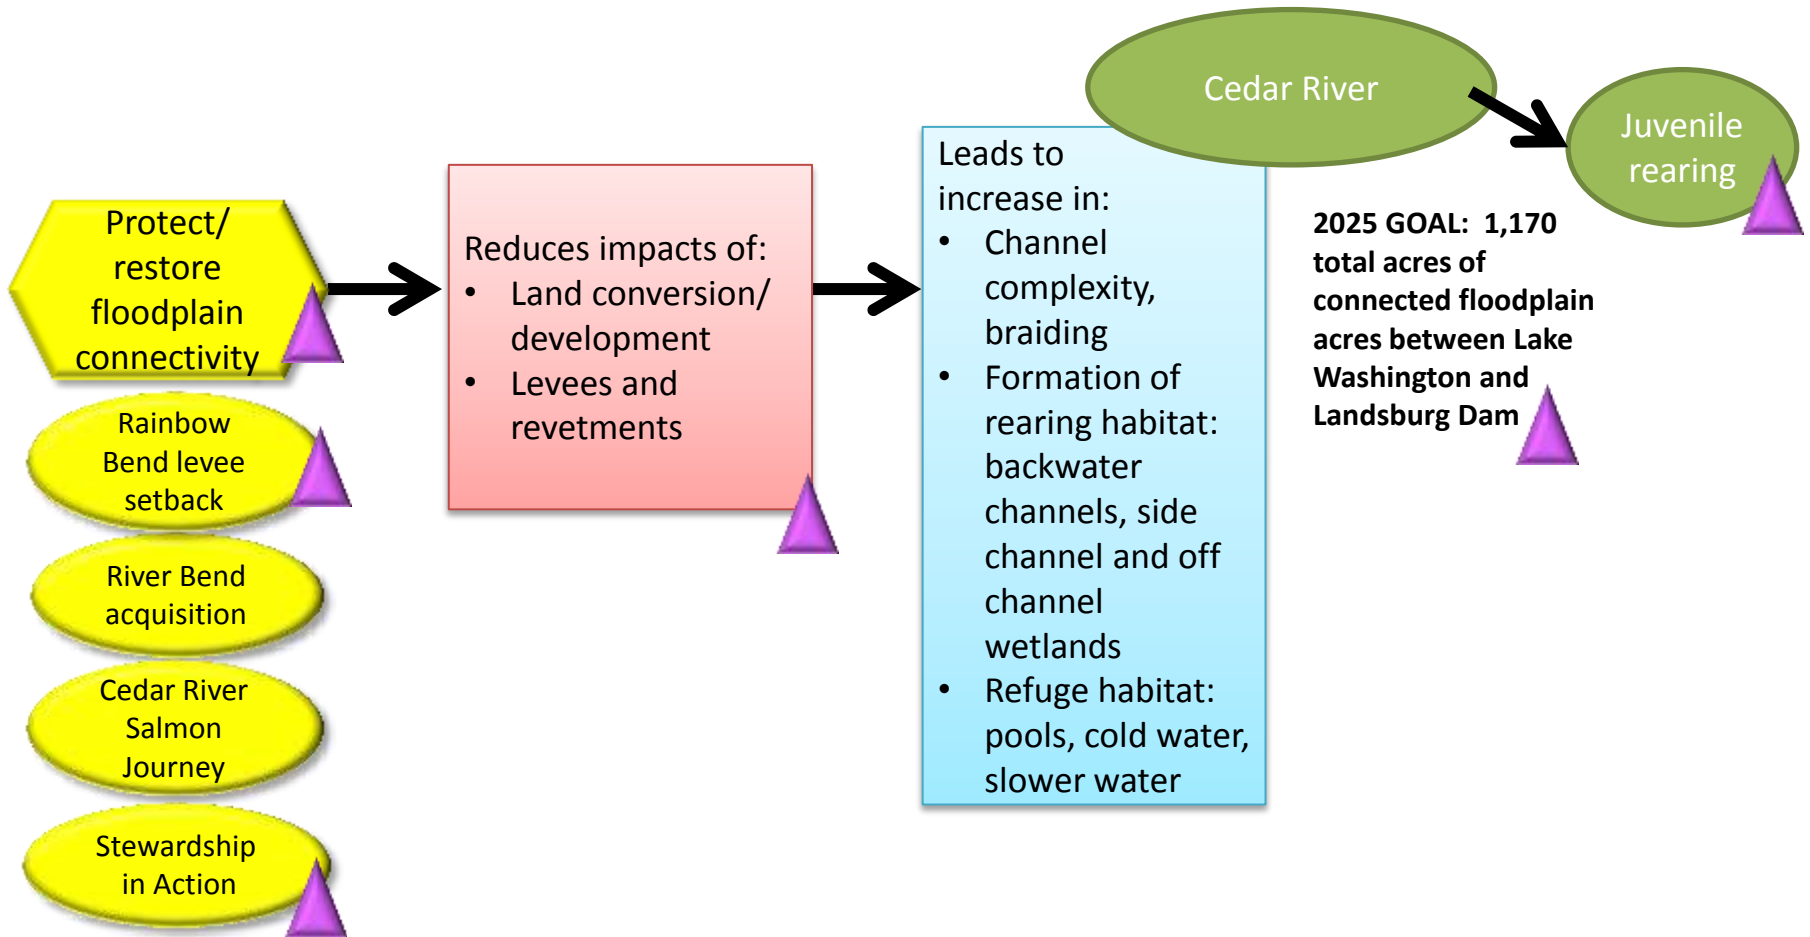 Protect/
restore
floodplain
connectivity
Rainbow
Bend levee
setback
River Bend
acquisition
Cedar River
Salmon
Journey
Stewardship
in Action
Reduces impacts of:
• Land conversion/
development
• Levees and
revetments
Leads to
increase in:
• Channel
complexity,
braiding
• Formation of
rearing habitat:
backwater
channels, side
channel and off
channel
wetlands
• Refuge habitat:
pools, cold water,
slower water
Cedar River
Juvenile
rearing
2025 GOAL: 1,170
total acres of
connected floodplain
acres between Lake
Washington and
Landsburg Dam